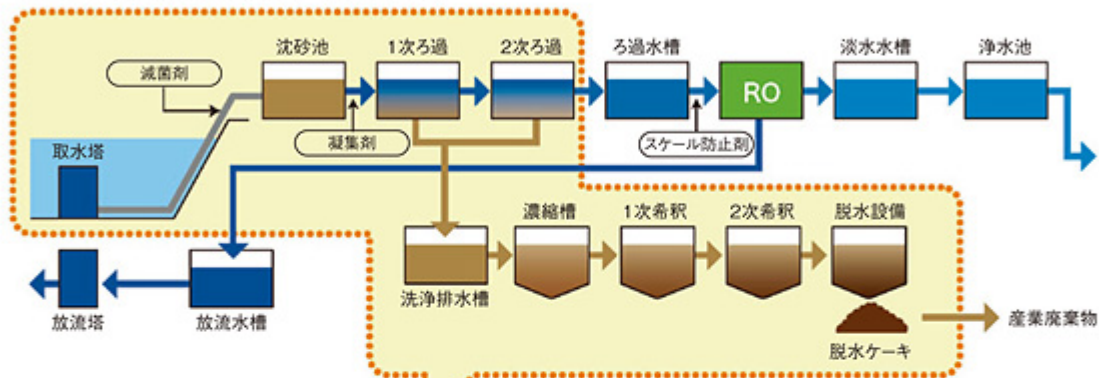 沈砂池
1次ろ過
2次ろ過
ろ過水槽
RO
淡水水槽
浄水池
滅菌剤
凝集剤
スケール防止剤
取水塔
濃縮槽
1次希釈
2次希釈
脱水設備
洗浄排水槽
放流塔
放流水槽
産業廃棄物
脱水ケーキ